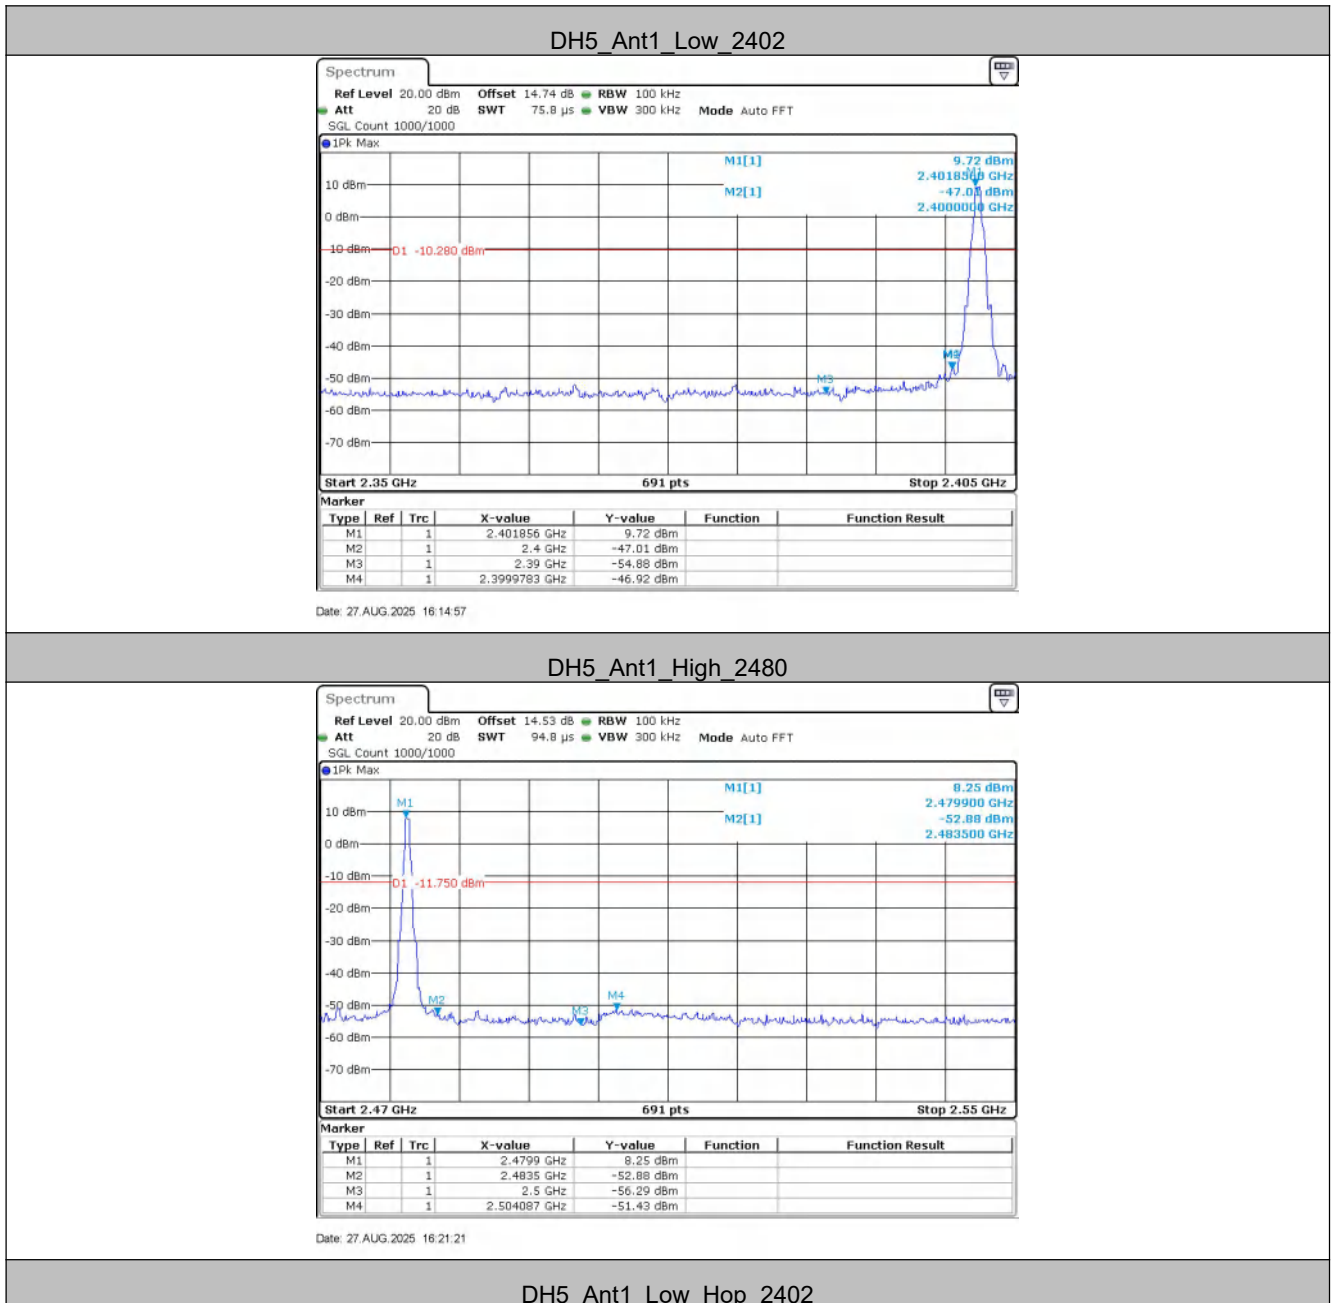 DH5_Ant1_Low_2402
Spectrum
Ref Level 20.00 dBm Offset 14.74 dB RBW 100 kHz
Att 20 dB SWT 75.8 µs VBW 300 kHz Mode Auto FFT
SGL Count 1000/1000
1Pk Max
M1[1] 9.72 dBm
2.4018560 GHz
M2[1] -47.01 dBm
2.4000000 GHz
M1
10 dBm
0 dBm
-10 dBm
D1 -10.280 dBm
-20 dBm
-30 dBm
-40 dBm
-50 dBm
M3
-60 dBm
-70 dBm
Start 2.35 GHz 691 pts Stop 2.405 GHz
Marker
Type Ref Trc X-value Y-value Function Function Result
M1 1 2.401856 GHz 9.72 dBm
M2 1 2.4 GHz -47.01 dBm
M3 1 2.39 GHz -54.88 dBm
M4 1 2.3999783 GHz -46.92 dBm
Date: 27.AUG.2025 16:14:57
DH5_Ant1_High_2480
Spectrum
Ref Level 20.00 dBm Offset 14.53 dB RBW 100 kHz
Att 20 dB SWT 94.8 µs VBW 300 kHz Mode Auto FFT
SGL Count 1000/1000
1Pk Max
M1[1] 8.25 dBm
2.479900 GHz
M2[1] -52.88 dBm
2.483500 GHz
M1
10 dBm
0 dBm
-10 dBm
D1 -11.750 dBm
-20 dBm
-30 dBm
-40 dBm
-50 dBm
M2
M3
M4
-60 dBm
-70 dBm
Start 2.47 GHz 691 pts Stop 2.55 GHz
Marker
Type Ref Trc X-value Y-value Function Function Result
M1 1 2.4799 GHz 8.25 dBm
M2 1 2.4835 GHz -52.88 dBm
M3 1 2.5 GHz -56.29 dBm
M4 1 2.504087 GHz -51.43 dBm
Date: 27.AUG.2025 16:21:21
DH5_Ant1_Low_Hop_2402